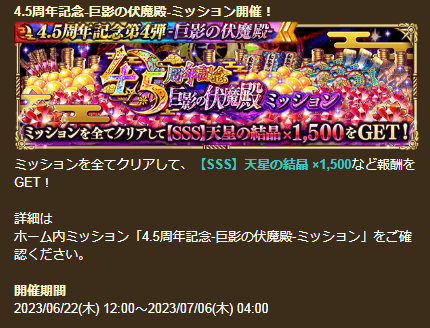 4.5周年記念-巨影の伏魔殿-ミッション開催！
4.5周年記念第4弾-巨影の伏魔殿-
4.5周年記念
巨影の伏魔殿ミッション
ミッションを全てクリアして【SSS】天星の結晶×1,500をGET！
ミッションを全てクリアして、【SSS】天星の結晶 ×1,500など報酬を
GET！
詳細は
ホーム内ミッション「4.5周年記念-巨影の伏魔殿-ミッション」をご確
認ください。
開催期間
2023/06/22(木) 12:00～2023/07/06(木) 04:00